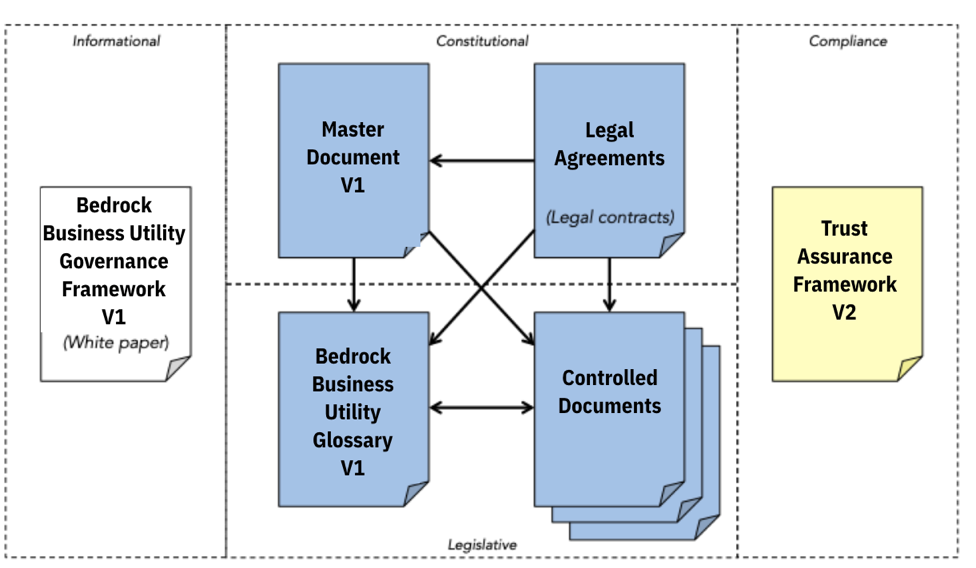 Informational
Constitutional
Compliance
Master
Document
V1
Legal
Agreements
(Legal contracts)
Bedrock
Business Utility
Governance
Framework
V1
(White paper)
Trust
Assurance
Framework
V2
Bedrock
Business
Utility
Glossary
V1
Controlled
Documents
Legislative